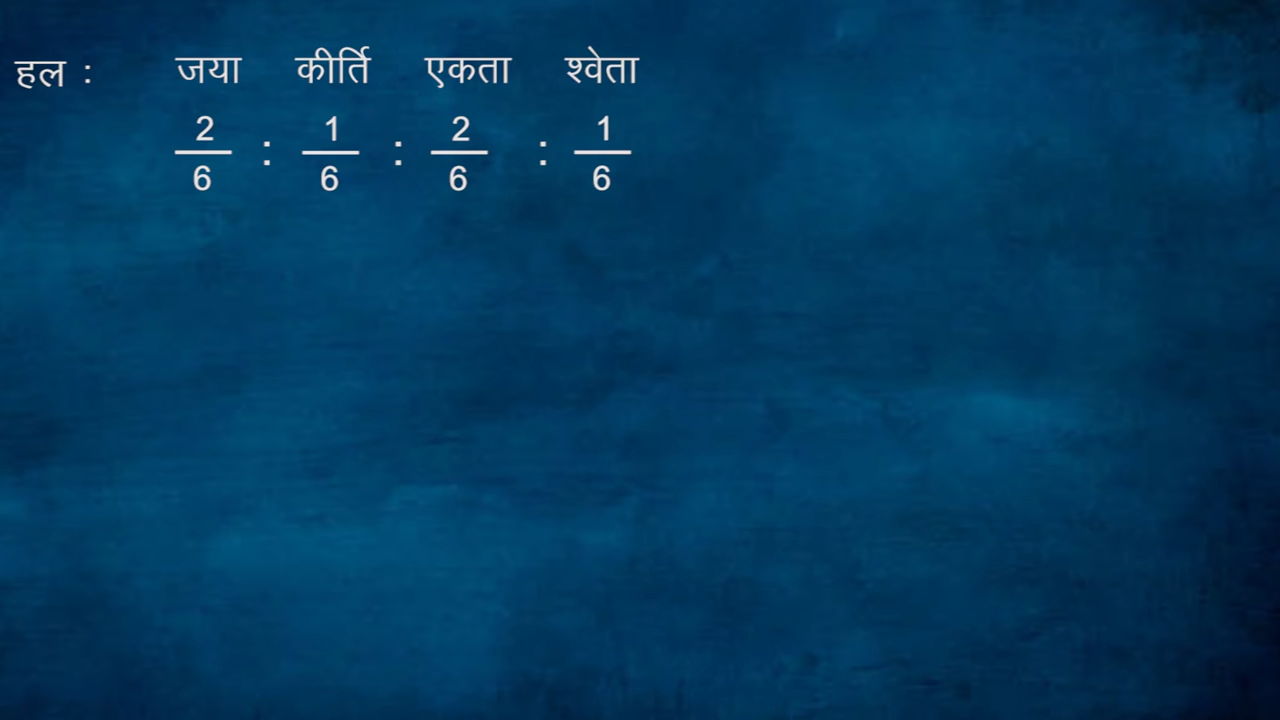 हल : जया कीर्ति एकता श्वेता
2/6 : 1/6 : 2/6 : 1/6